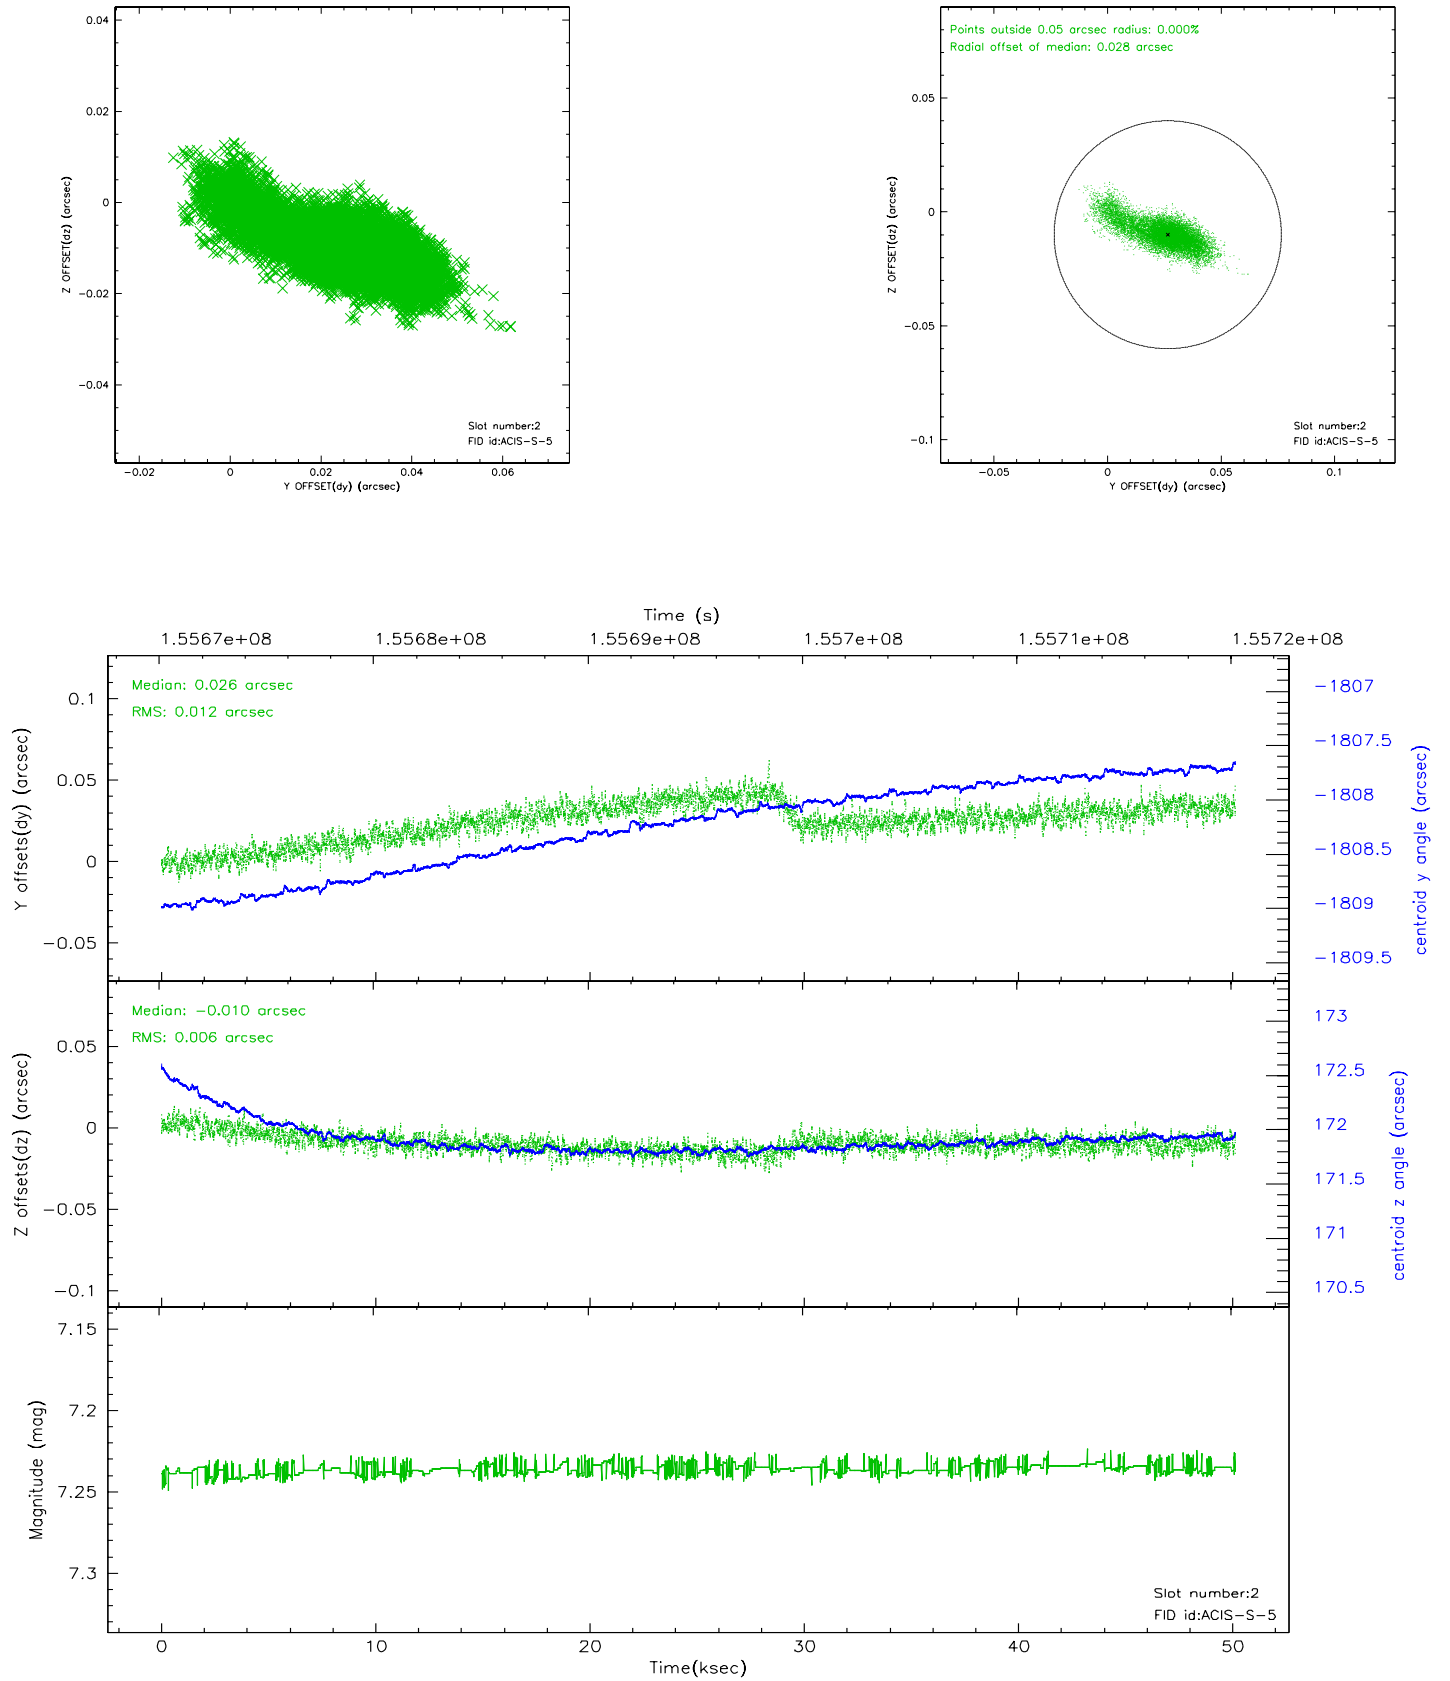 0.04
0.02
0
-0.02
-0.04
Z OFFSET(dz) (arcsec)
Slot number:2
FID id:ACIS-S-5
-0.02 0 0.02 0.04 0.06
Y OFFSET(dy) (arcsec)
Points outside 0.05 arcsec radius: 0.000%
Radial offset of median: 0.028 arcsec
0.05
0
-0.05
-0.1
Z OFFSET(dz) (arcsec)
Slot number:2
FID id:ACIS-S-5
-0.05 0 0.05 0.1
Y OFFSET(dy) (arcsec)
Time (s)
1.5567e+08 1.5568e+08 1.5569e+08 1.557e+08 1.5571e+08 1.5572e+08
Median: 0.026 arcsec
RMS: 0.012 arcsec
0.1
0.05
0
-0.05
Y offsets(dy) (arcsec)
-1807
-1807.5
-1808
-1808.5
-1809
-1809.5
centroid y angle (arcsec)
Median: -0.010 arcsec
RMS: 0.006 arcsec
0.05
0
-0.05
-0.1
Z offsets(dz) (arcsec)
173
172.5
172
171.5
171
170.5
centroid z angle (arcsec)
7.15
7.2
7.25
7.3
Magnitude (mag)
Slot number:2
FID id:ACIS-S-5
0 10 20 30 40 50
Time(ksec)